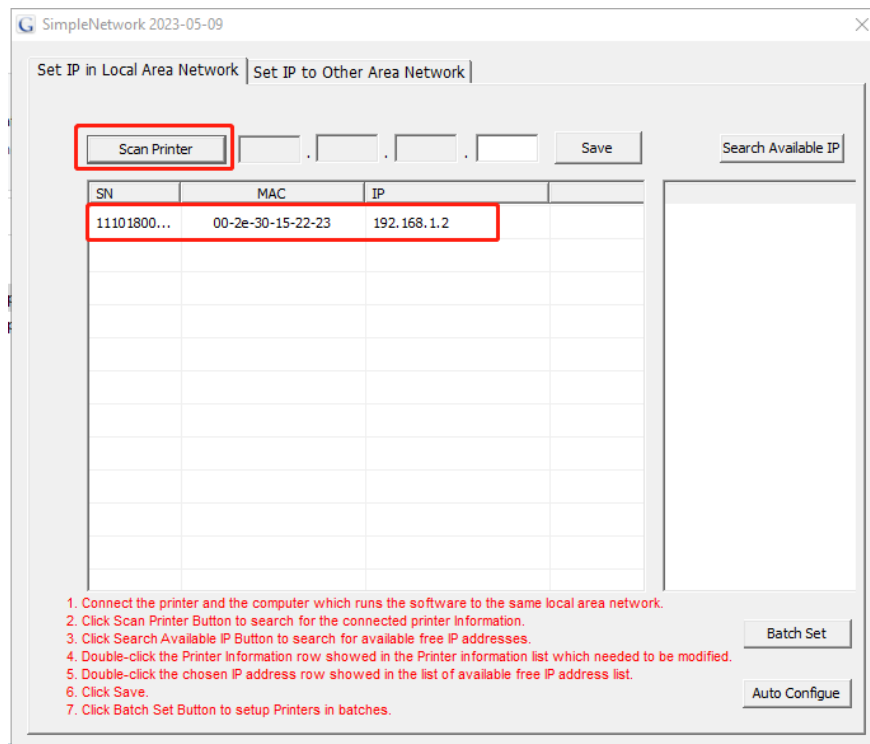 SimpleNetwork 2023-05-09
Set IP in Local Area Network Set IP to Other Area Network
Scan Printer . . . Save Search Available IP
SN MAC IP
11101800... 00-2e-30-15-22-23 192.168.1.2
1. Connect the printer and the computer which runs the software to the same local area network.
2. Click Scan Printer Button to search for the connected printer Information.
3. Click Search Available IP Button to search for available free IP addresses.
4. Double-click the Printer Information row showed in the Printer information list which needed to be modified.
5. Double-click the chosen IP address row showed in the list of available free IP address list.
6. Click Save.
7. Click Batch Set Button to setup Printers in batches.
Batch Set
Auto Configue